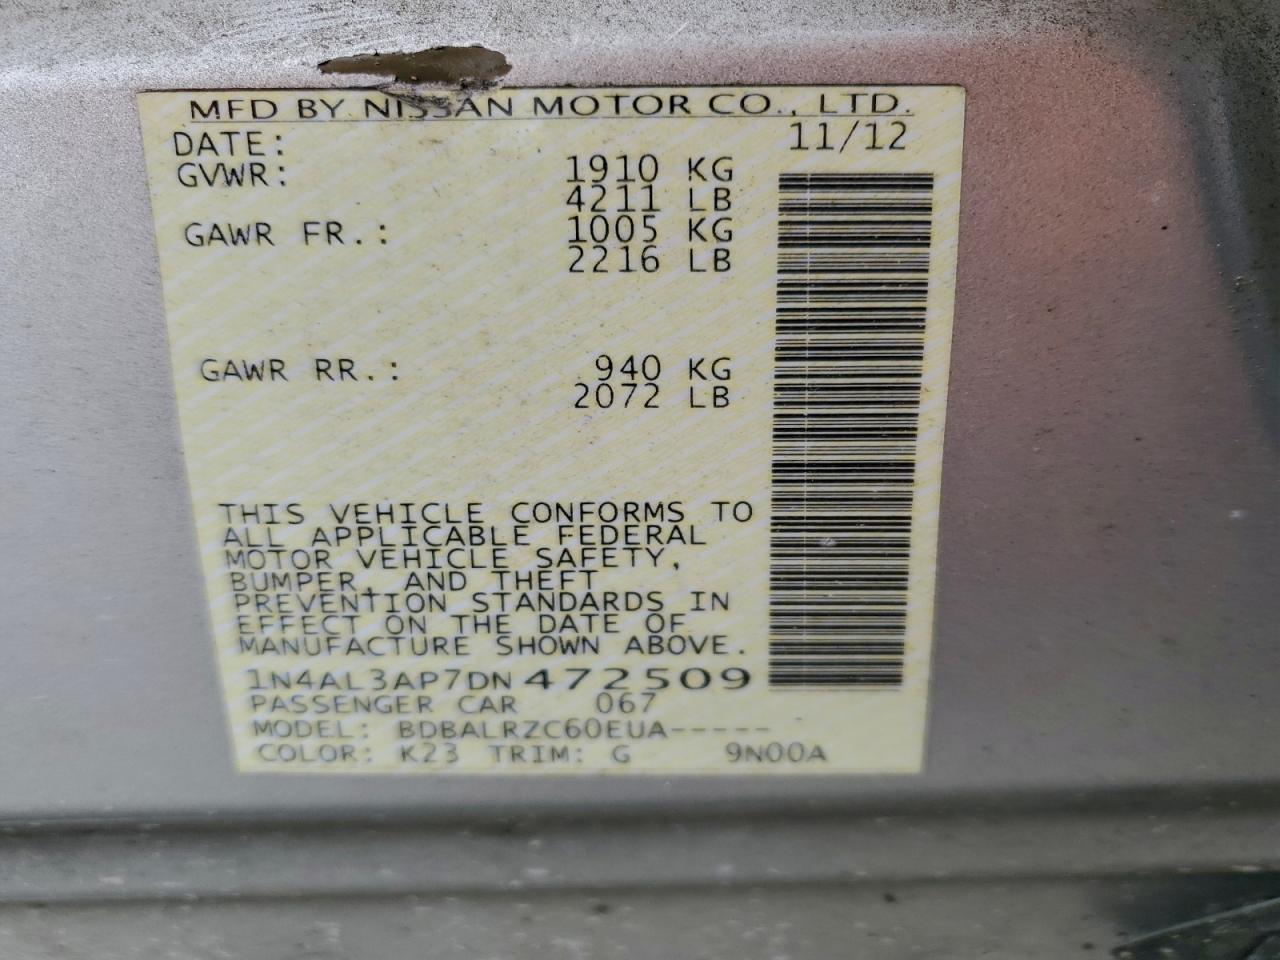 MFD BY NISSAN MOTOR CO., LTD.
DATE: 11/12
GVWR: 1910 KG
4211 LB
GAWR FR.: 1005 KG
2216 LB
GAWR RR.: 940 KG
2072 LB
THIS VEHICLE CONFORMS TO
ALL APPLICABLE FEDERAL
MOTOR VEHICLE SAFETY,
BUMPER, AND THEFT
PREVENTION STANDARDS IN
EFFECT ON THE DATE OF
MANUFACTURE SHOWN ABOVE.
1N4AL3AP7DN472509
PASSENGER CAR 067
MODEL: BDBALRZC60EUA-----
COLOR: K23 TRIM: G 9N00A